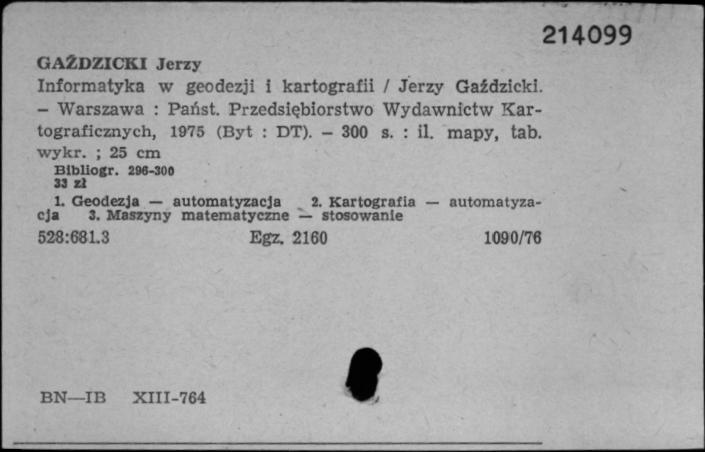 214099
GAŹDZICKI Jerzy
Informatyka w geodezji i kartografii / Jerzy Gaździcki.
– Warszawa : Państ. Przedsiębiorstwo Wydawnictw Kar-
tograficznych, 1975 (Byt : DT). – 300 s. : il. mapy, tab.
wykr. ; 25 cm
Bibliogr. 296-300
33 zł
1. Geodezja — automatyzacja 2. Kartografia — automatyza-
cja 3. Maszyny matematyczne — stosowanie
528:681.3 Egz. 2160 1090/76
BN—IB XIII-764